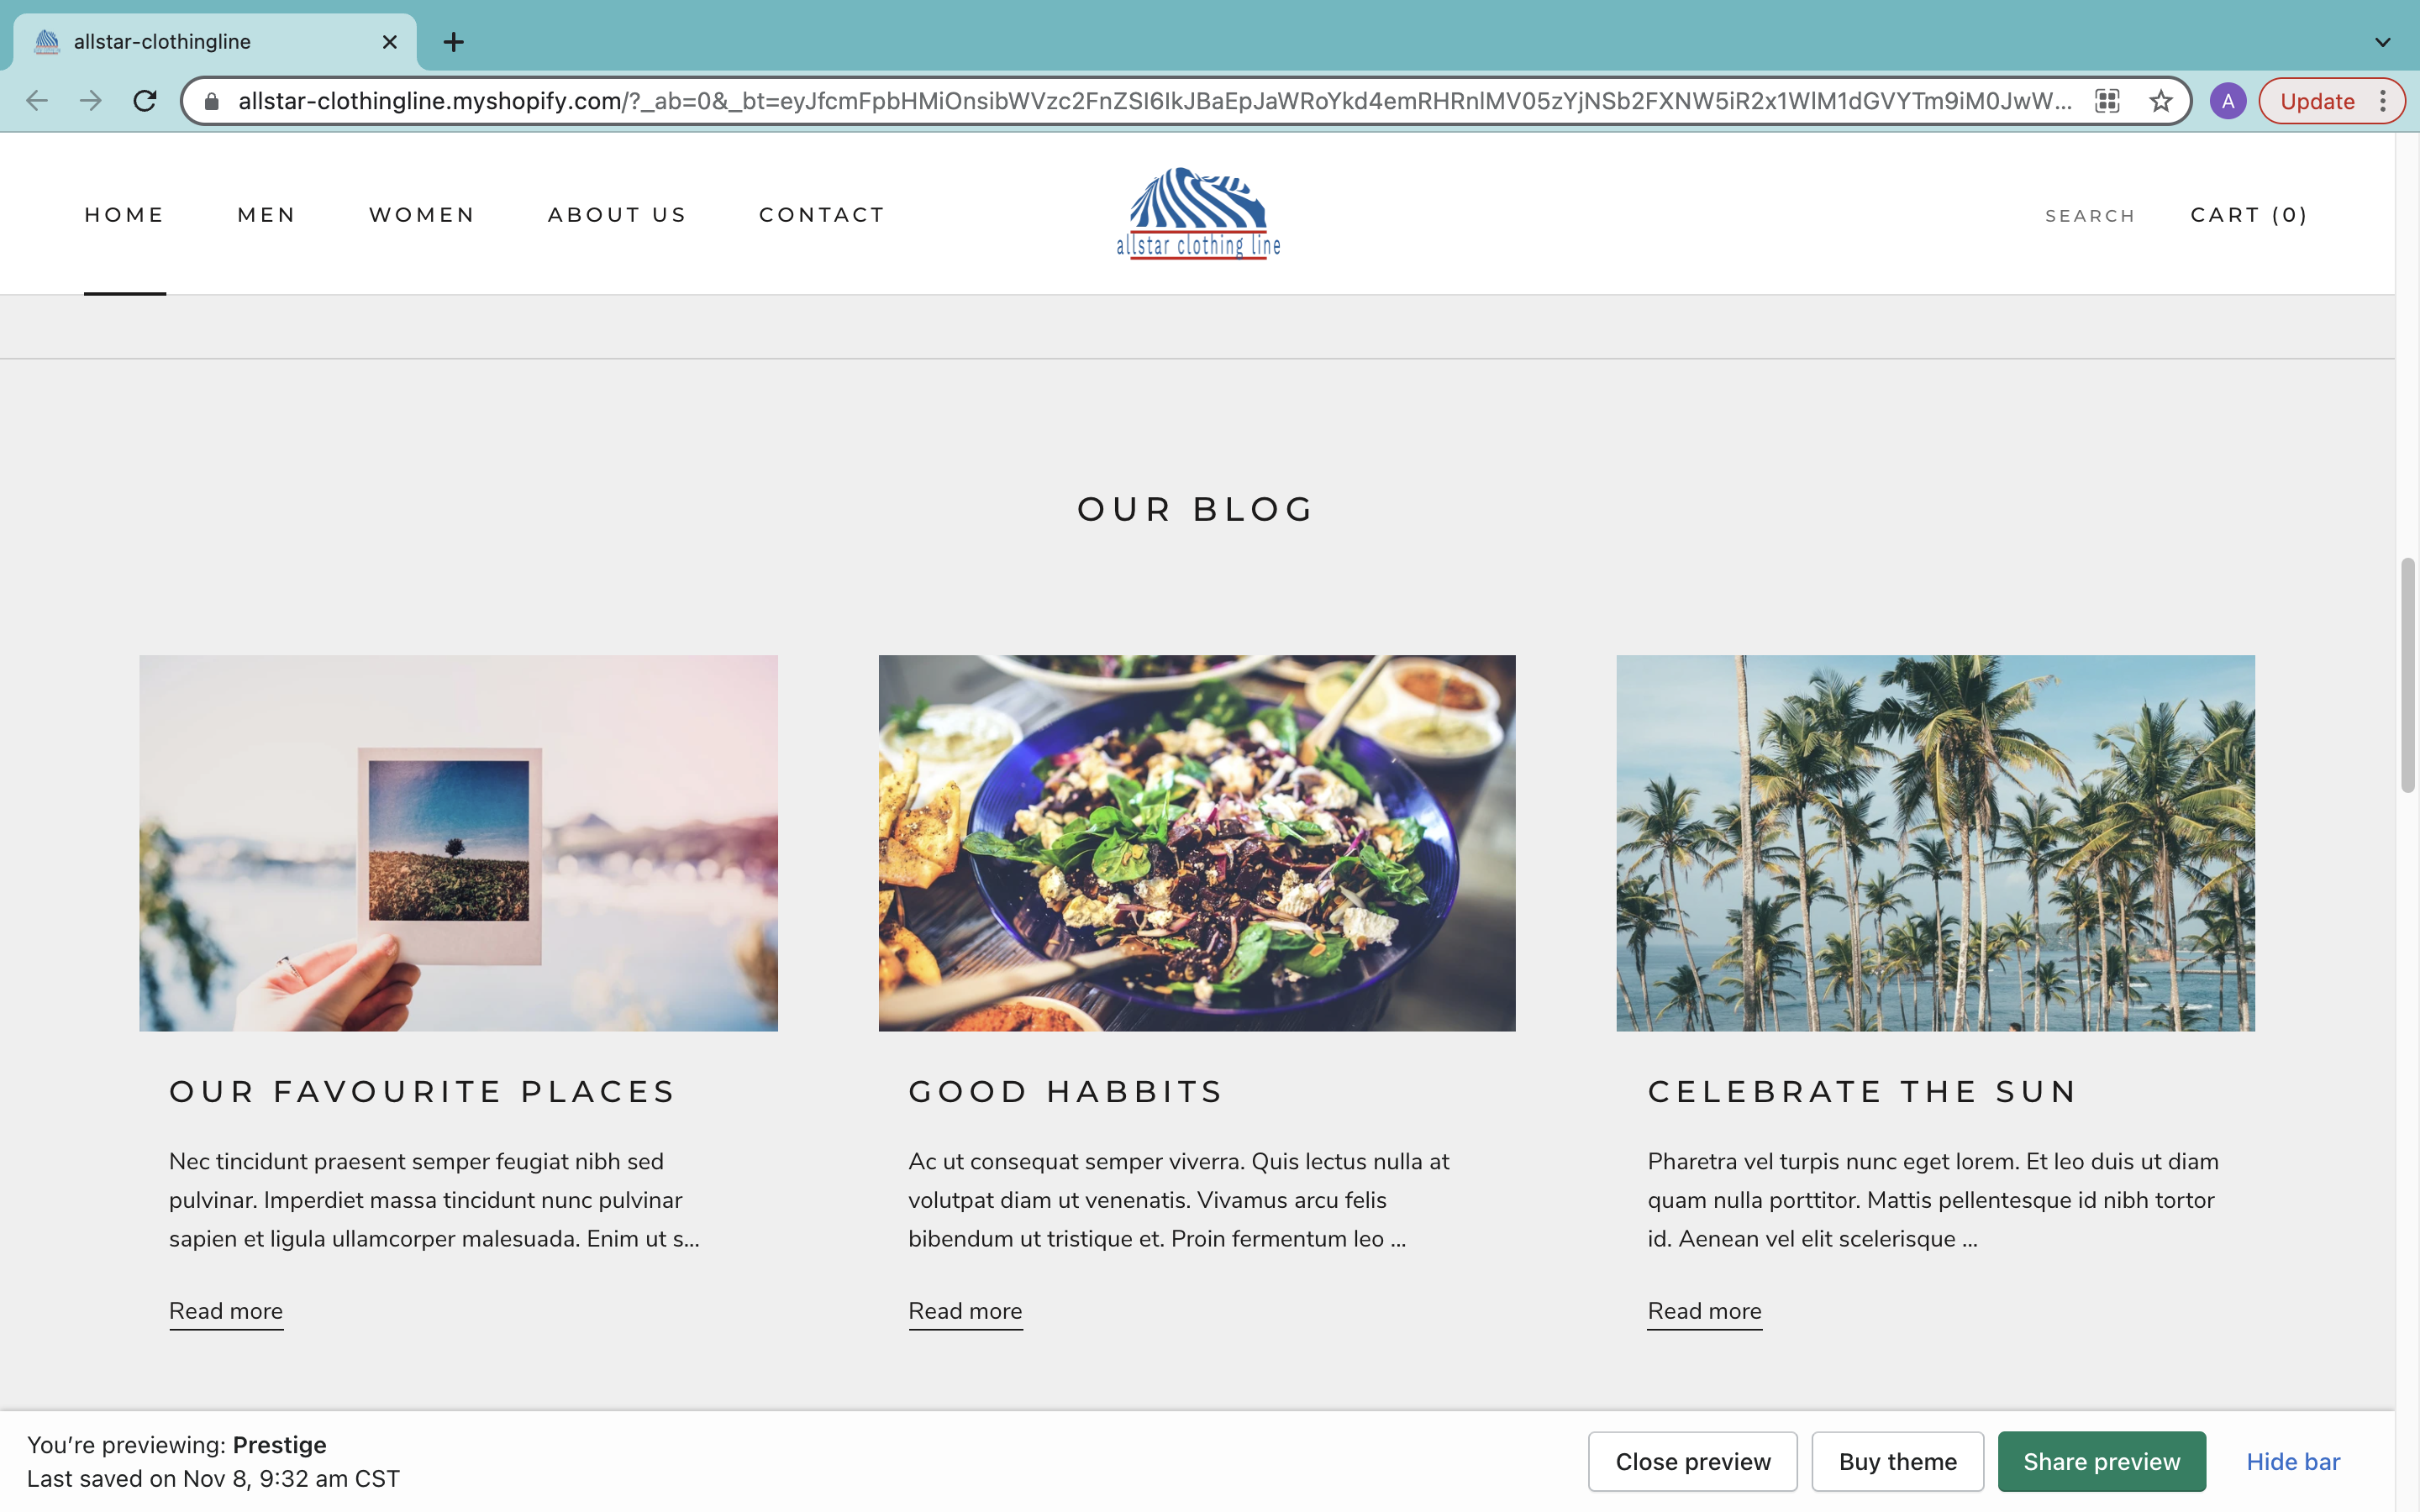 allstar-clothingline
allstar-clothingline.myshopify.com/?_ab=0&_bt=eyJfcmFpbHMiOnsibWVzc2FnZSI6IkJBaEpJaWRoYkd4emRHRnlMV05zYjNSb2FXNW5iR2x1WlM1dGVYTm9iM0JwW...
A
Update
HOME MEN WOMEN ABOUT US CONTACT
allstar clothing line
SEARCH CART (0)
OUR BLOG
OUR FAVOURITE PLACES
Nec tincidunt praesent semper feugiat nibh sed
pulvinar. Imperdiet massa tincidunt nunc pulvinar
sapien et ligula ullamcorper malesuada. Enim ut s...
Read more
GOOD HABBITS
Ac ut consequat semper viverra. Quis lectus nulla at
volutpat diam ut venenatis. Vivamus arcu felis
bibendum ut tristique et. Proin fermentum leo ...
Read more
CELEBRATE THE SUN
Pharetra vel turpis nunc eget lorem. Et leo duis ut diam
quam nulla porttitor. Mattis pellentesque id nibh tortor
id. Aenean vel elit scelerisque ...
Read more
You're previewing: Prestige
Last saved on Nov 8, 9:32 am CST
Close preview
Buy theme
Share preview
Hide bar